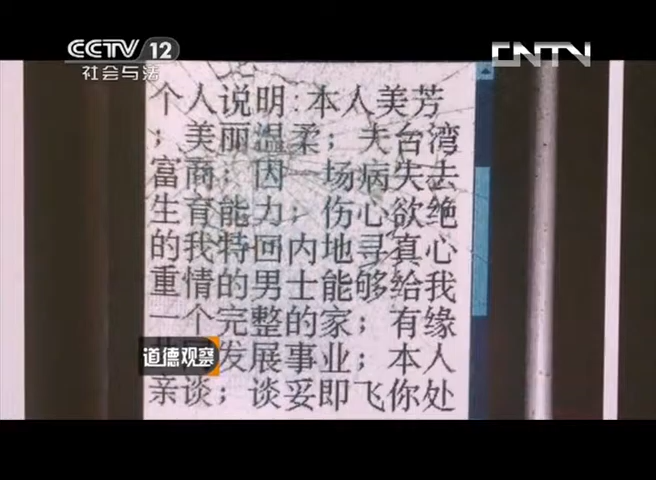 CCTV 12
社会与法
CNTV
个人说明:本人美芳
；美丽温柔；夫台湾
富商；因一场病失去
生育能力；伤心欲绝
的我特回内地寻真心
重情的男士能够给我
一个完整的家；有缘
道德观察
发展事业；本人
亲谈；谈妥即飞你处